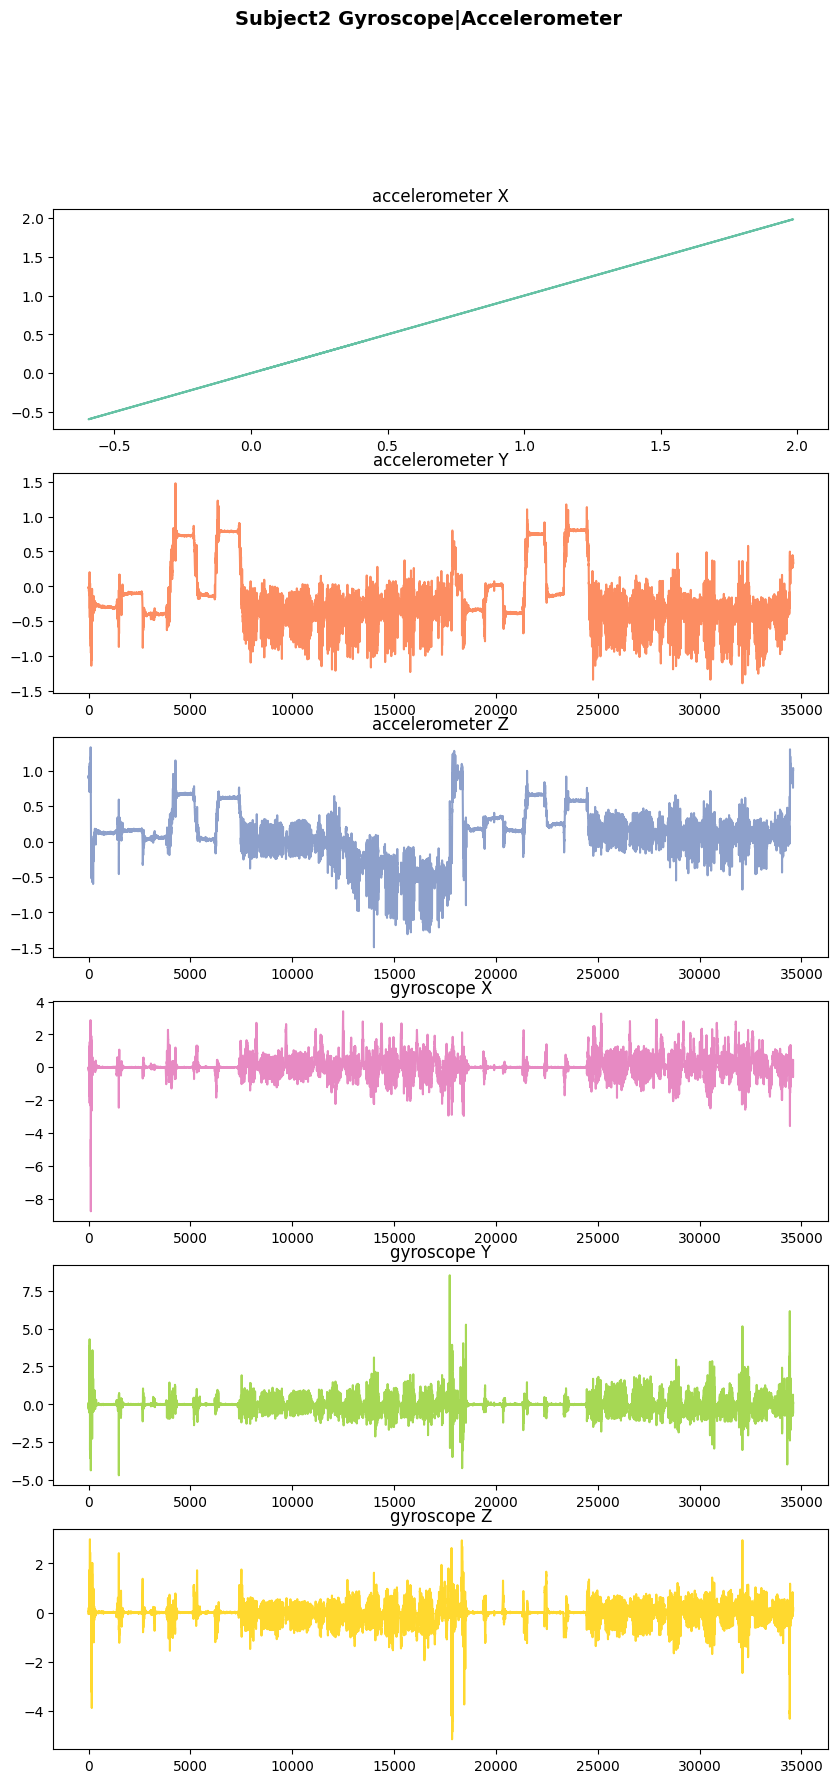 Subject2 Gyroscope|Accelerometer
accelerometer X
2.0
1.5
1.0
0.5
0.0
−0.5
−0.5 0.0 0.5 1.0 1.5 2.0
accelerometer Y
1.5
1.0
0.5
0.0
−0.5
−1.0
−1.5
0 5000 10000 15000 20000 25000 30000 35000
accelerometer Z
1.0
0.5
0.0
−0.5
−1.0
−1.5
0 5000 10000 15000 20000 25000 30000 35000
gyroscope X
4
2
0
−2
−4
−6
−8
0 5000 10000 15000 20000 25000 30000 35000
gyroscope Y
7.5
5.0
2.5
0.0
−2.5
−5.0
0 5000 10000 15000 20000 25000 30000 35000
gyroscope Z
2
0
−2
−4
0 5000 10000 15000 20000 25000 30000 35000